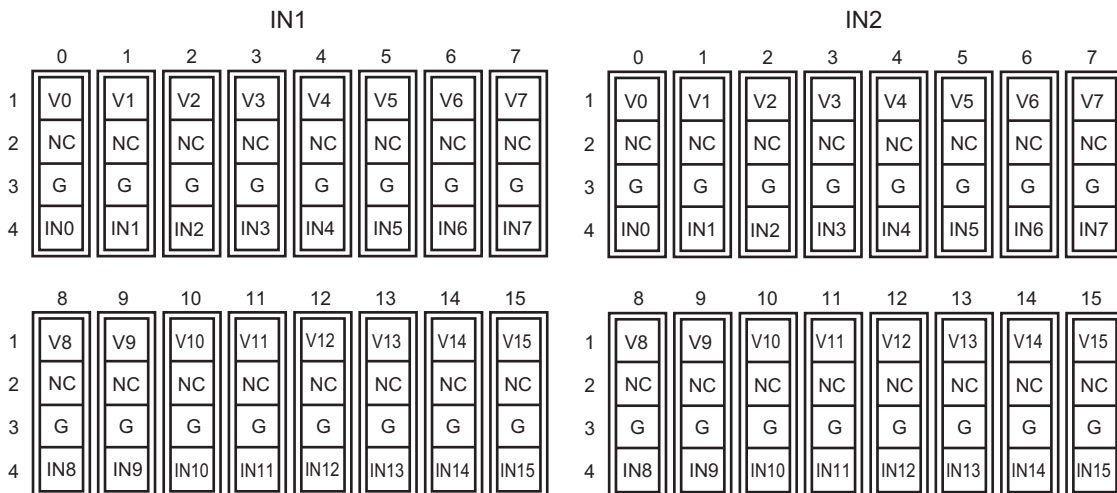 IN1 IN2
0 1 2 3 4 5 6 7 0 1 2 3 4 5 6 7
1 V0 V1 V2 V3 V4 V5 V6 V7 1 V0 V1 V2 V3 V4 V5 V6 V7
2 NC NC NC NC NC NC NC NC 2 NC NC NC NC NC NC NC NC
3 G G G G G G G G 3 G G G G G G G G
4 IN0 IN1 IN2 IN3 IN4 IN5 IN6 IN7 4 IN0 IN1 IN2 IN3 IN4 IN5 IN6 IN7
8 9 10 11 12 13 14 15 8 9 10 11 12 13 14 15
1 V8 V9 V10 V11 V12 V13 V14 V15 1 V8 V9 V10 V11 V12 V13 V14 V15
2 NC NC NC NC NC NC NC NC 2 NC NC NC NC NC NC NC NC
3 G G G G G G G G 3 G G G G G G G G
4 IN8 IN9 IN10 IN11 IN12 IN13 IN14 IN15 4 IN8 IN9 IN10 IN11 IN12 IN13 IN14 IN15